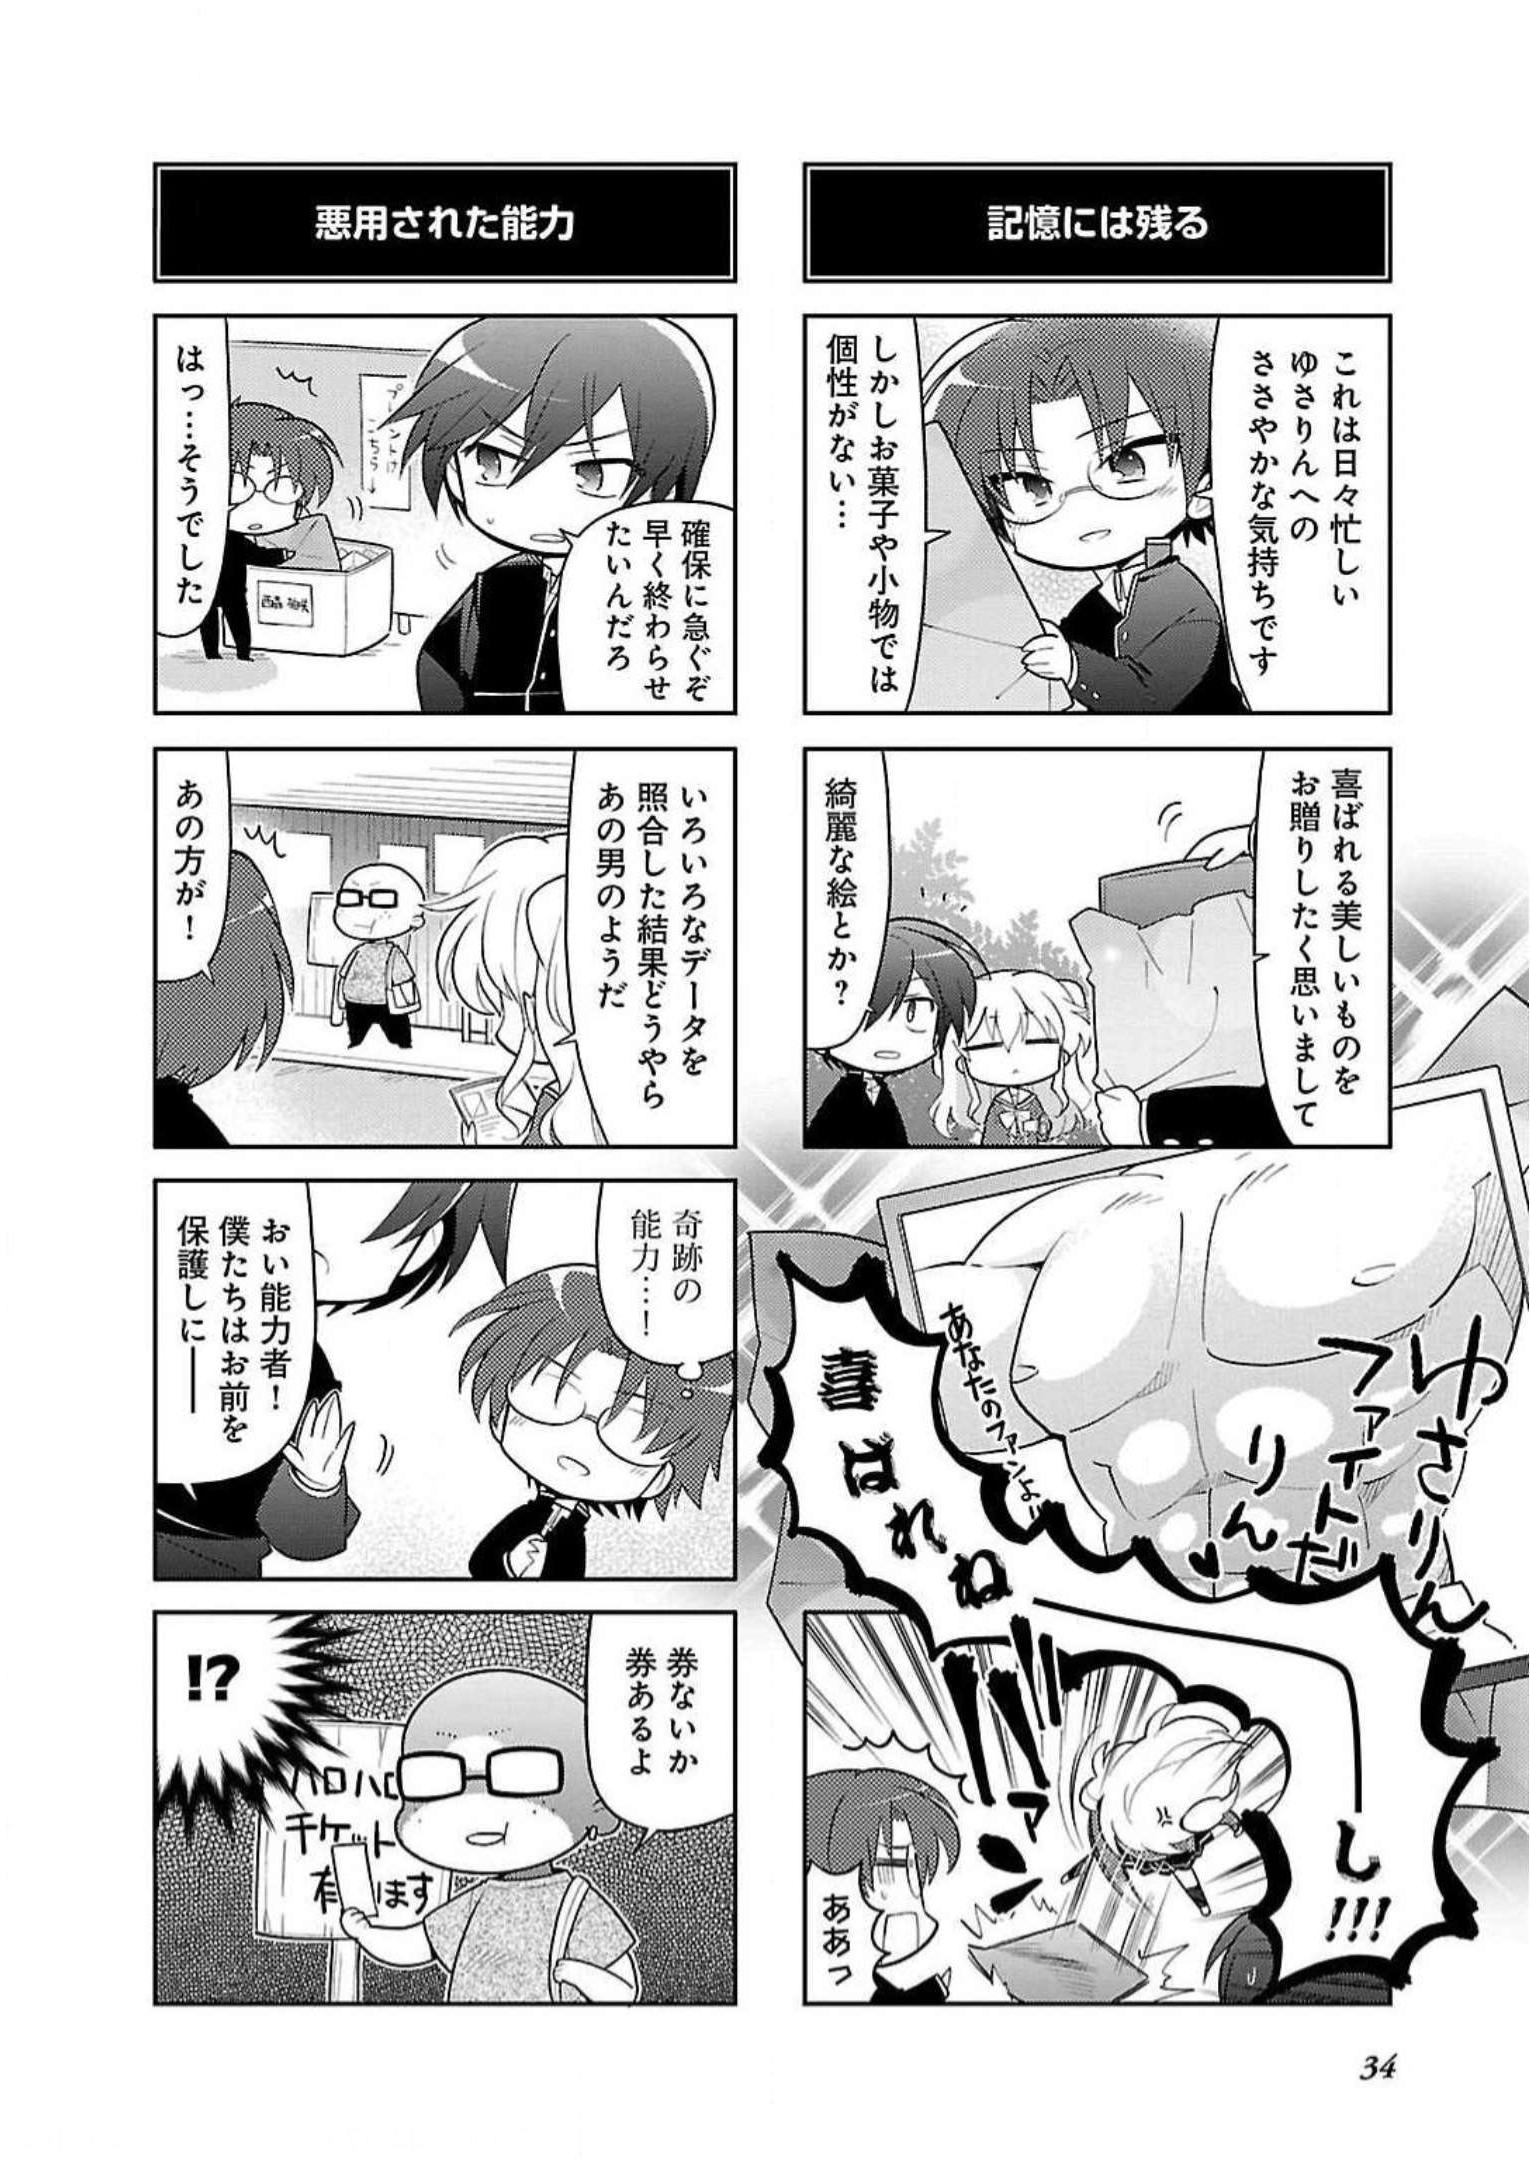 記憶には残る
これは日々忙しい
ゆさりんへの
ささやかな気持ちです
しかしお菓子や小物では
個性がない…
喜ばれる美しいものを
お贈りしたく思いまして
綺麗な絵とか?
ゆさりん
ファイトだ
りん♥
あなたのファンより
喜ばれねーし!!!
バリィ
ああっ
悪用された能力
確保に急ぐぞ
早く終わらせ
たいんだろ
プレゼントは
こちら→
西森 柚咲
はっ…そうでした
いろいろなデータを
照合した結果どうやら
あの男のようだ
あの方が!
奇跡の
能力…!
おい能力者!
僕たちはお前を
保護しに——
券ないか
券あるよ
ハロハロ
チケット
有ります
!?
34